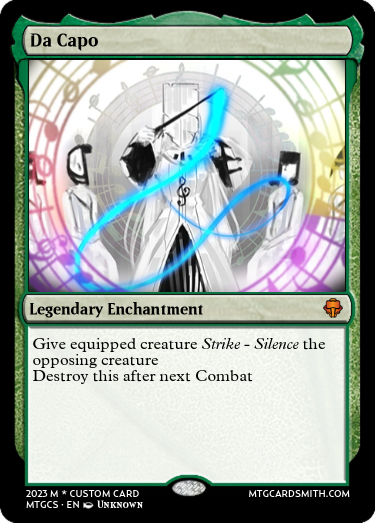 Da Capo
Legendary Enchantment
Give equipped creature Strike - Silence the
opposing creature
Destroy this after next Combat
2023 M * CUSTOM CARD
MTGCS · EN UNKNOWN
MTGCARDSMITH.COM